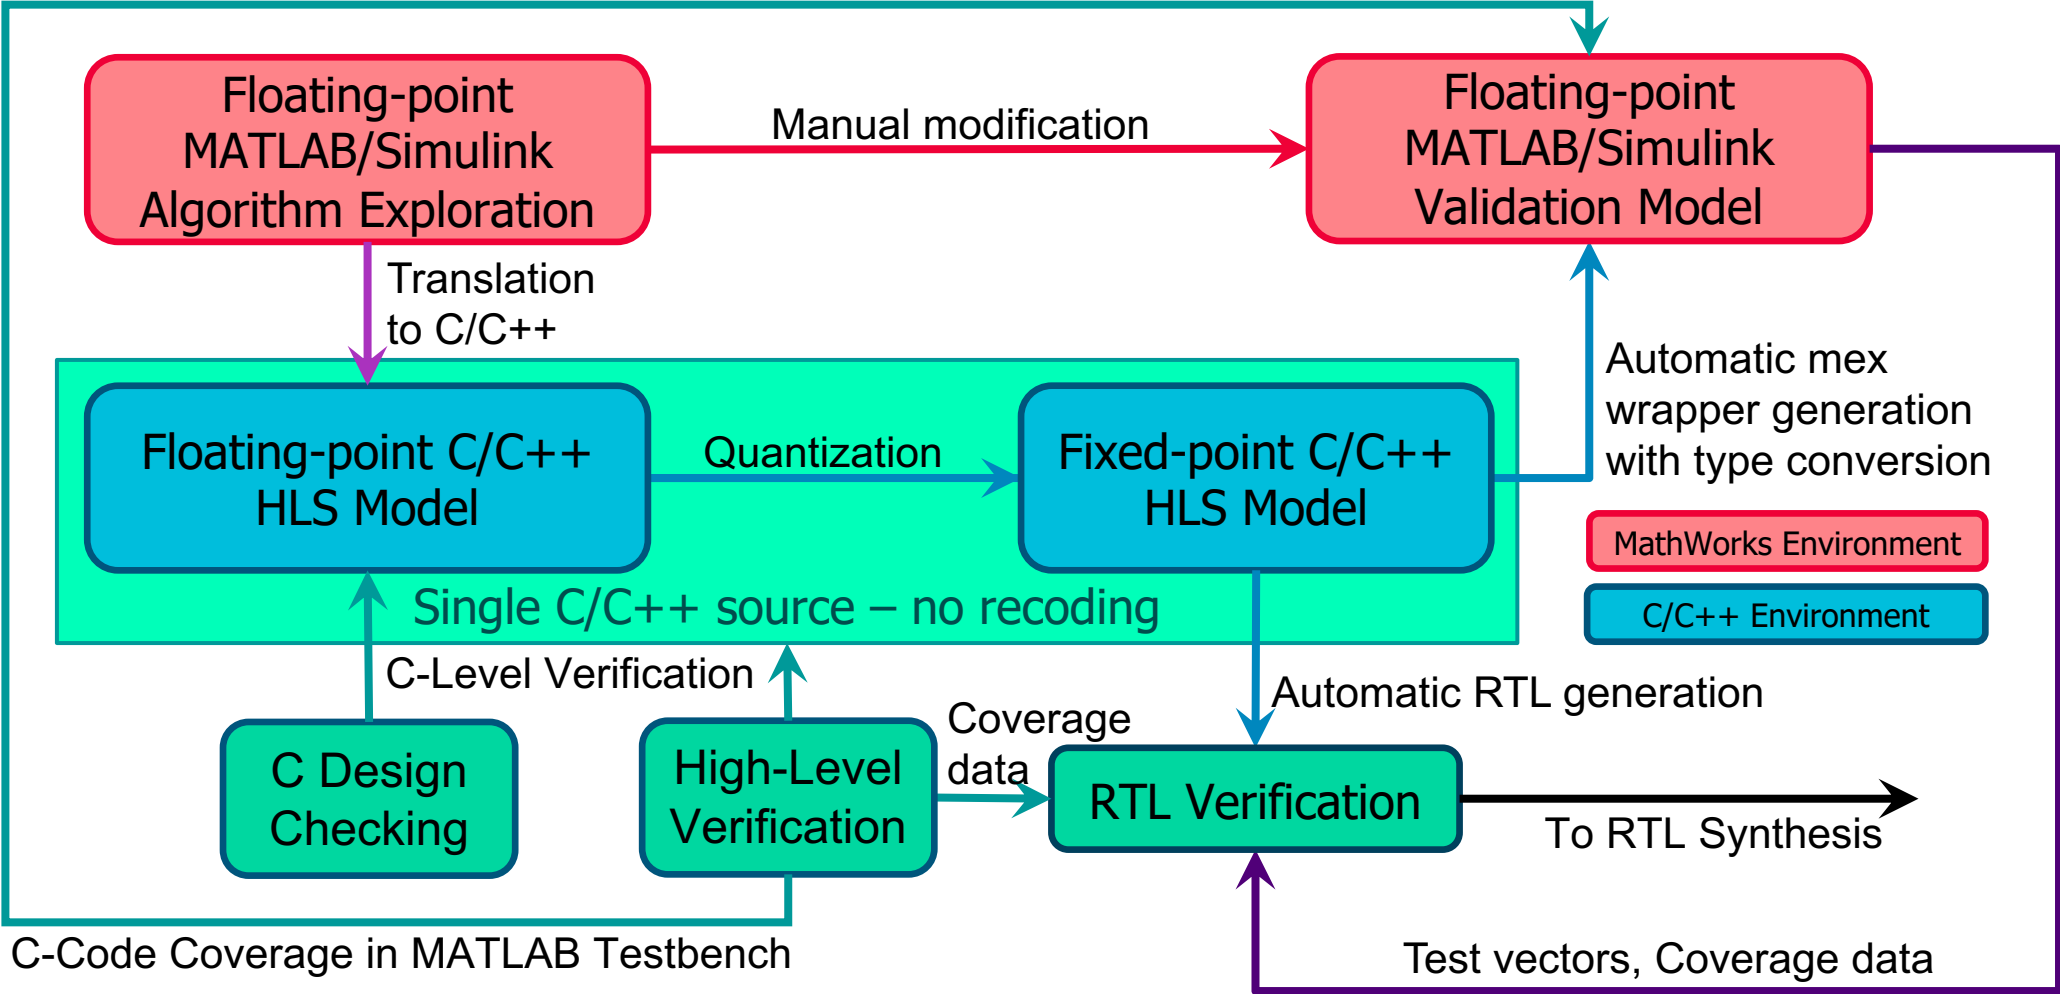 Floating-point
MATLAB/Simulink
Algorithm Exploration
Manual modification
Floating-point
MATLAB/Simulink
Validation Model
Translation
to C/C++
Automatic mex
wrapper generation
with type conversion
Floating-point C/C++
HLS Model
Quantization
Fixed-point C/C++
HLS Model
MathWorks Environment
C/C++ Environment
Single C/C++ source – no recoding
C-Level Verification
Automatic RTL generation
C Design
Checking
High-Level
Verification
Coverage
data
RTL Verification
To RTL Synthesis
C-Code Coverage in MATLAB Testbench
Test vectors, Coverage data